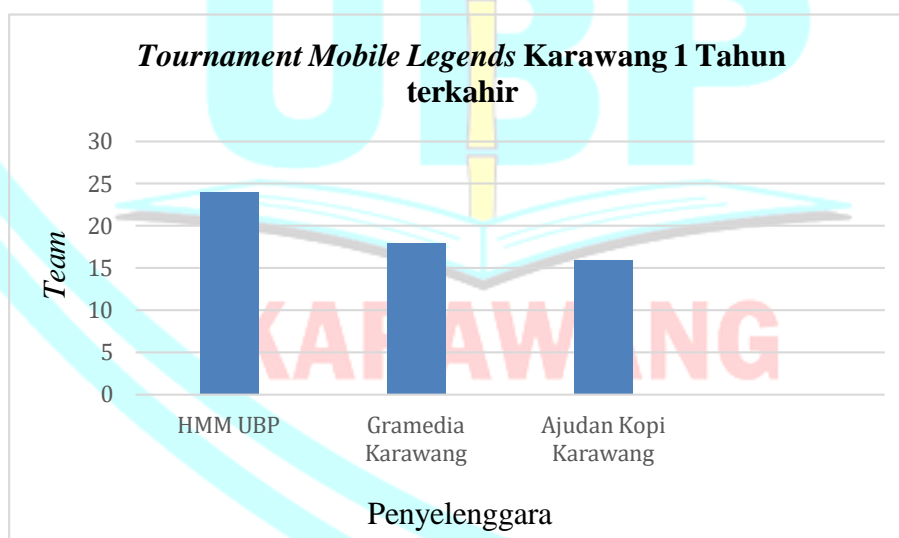 UBP
Tournament Mobile Legends Karawang 1 Tahun
terkahir
30
25
20
15
10
5
0
Team
KARAWANG
HMM UBP
Gramedia
Karawang
Ajudan Kopi
Karawang
Penyelenggara